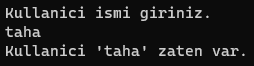 Kullanici ismi giriniz.
taha
Kullanici 'taha' zaten var.